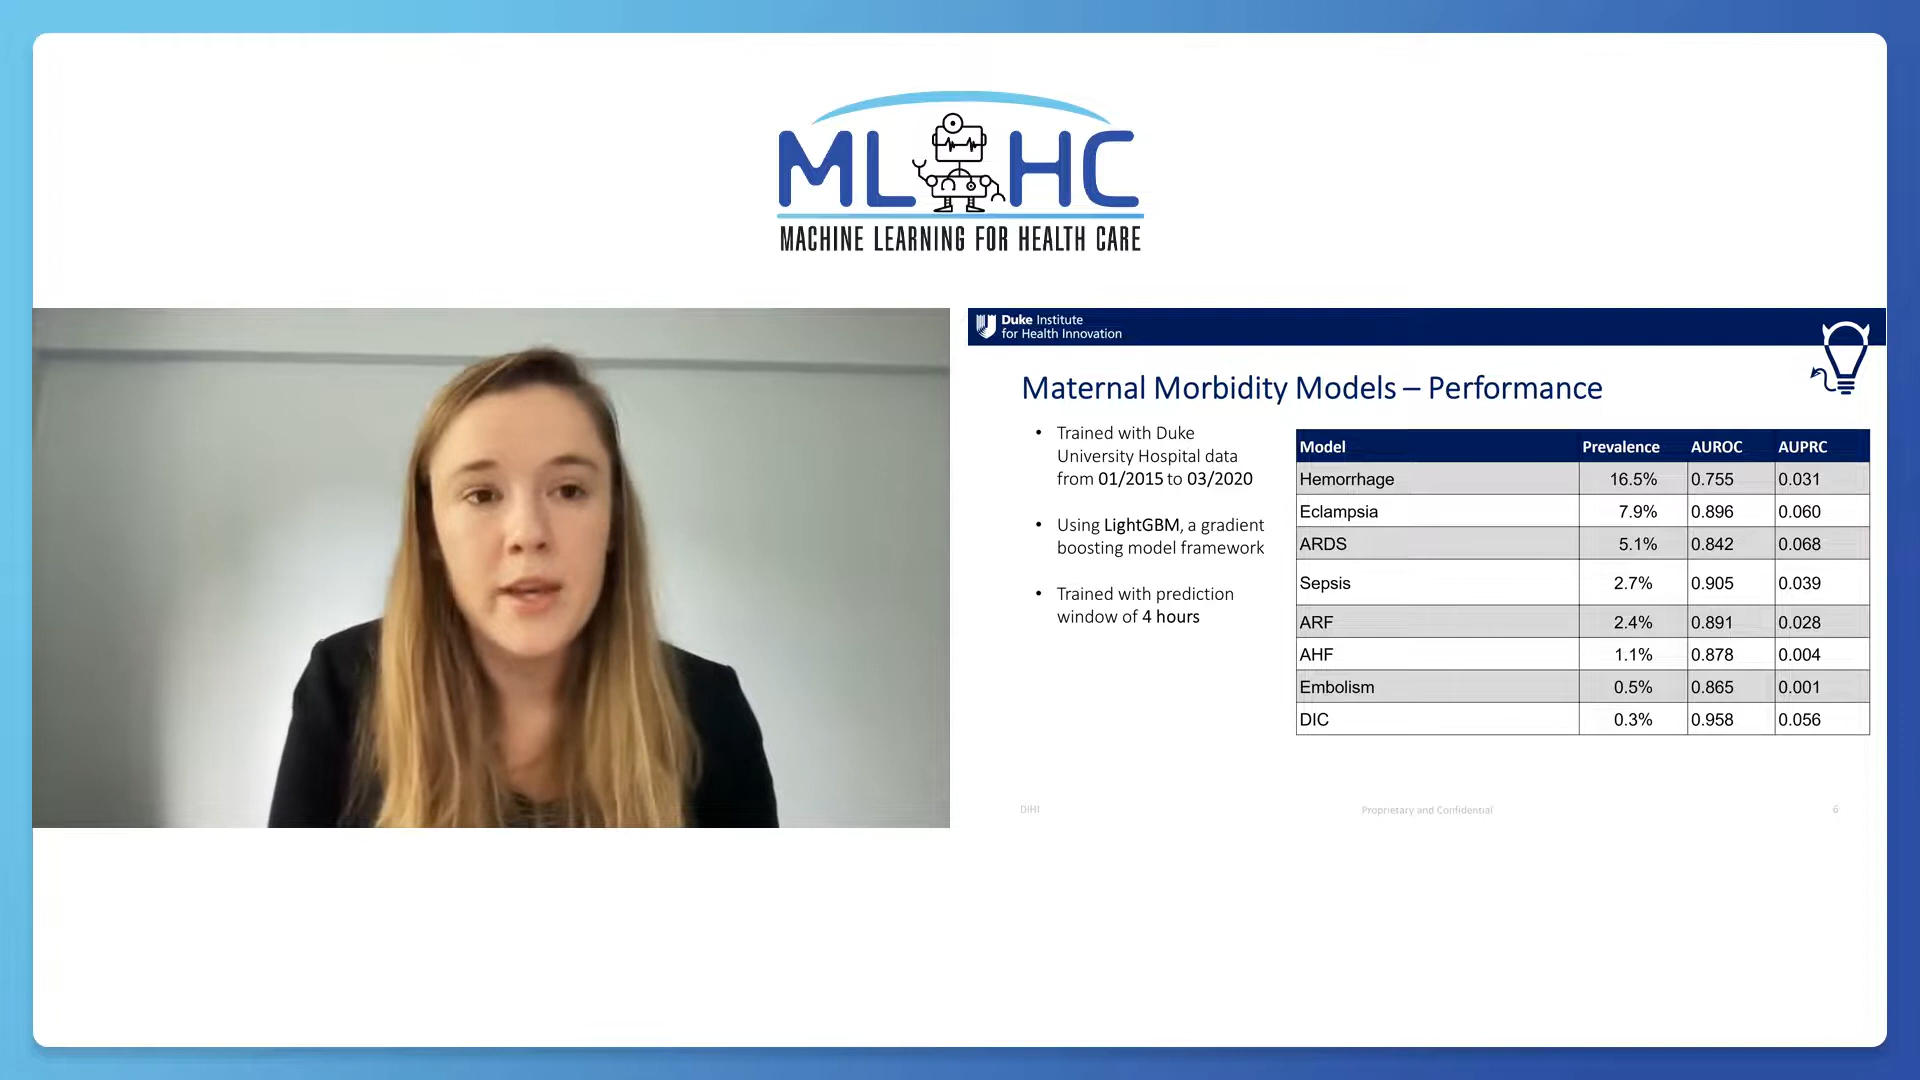 ML HC
MACHINE LEARNING FOR HEALTH CARE
Duke Institute
for Health Innovation
Maternal Morbidity Models – Performance
• Trained with Duke
University Hospital data
from 01/2015 to 03/2020
• Using LightGBM, a gradient
boosting model framework
• Trained with prediction
window of 4 hours
Model Prevalence AUROC AUPRC
Hemorrhage 16.5% 0.755 0.031
Eclampsia 7.9% 0.896 0.060
ARDS 5.1% 0.842 0.068
Sepsis 2.7% 0.905 0.039
ARF 2.4% 0.891 0.028
AHF 1.1% 0.878 0.004
Embolism 0.5% 0.865 0.001
DIC 0.3% 0.958 0.056
DIHI Proprietary and Confidential 6